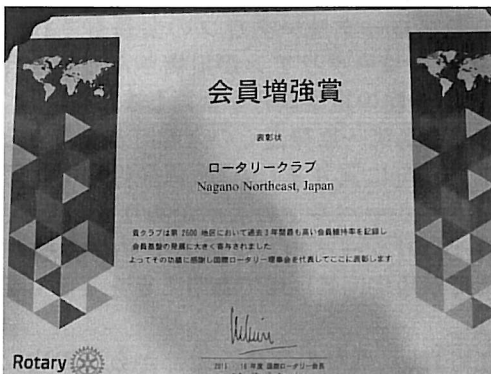 会員増強賞
表彰状
ロータリークラブ
Nagano Northeast, Japan
貴クラブは第 2600 地区において過去3年間最も高い会員維持率を記録し
会員基盤の発展に大きく寄与されました
よってその功績に感謝し国際ロータリー理事会を代表してここに表彰します
16 年度 国際ロータリー会長
Rotary